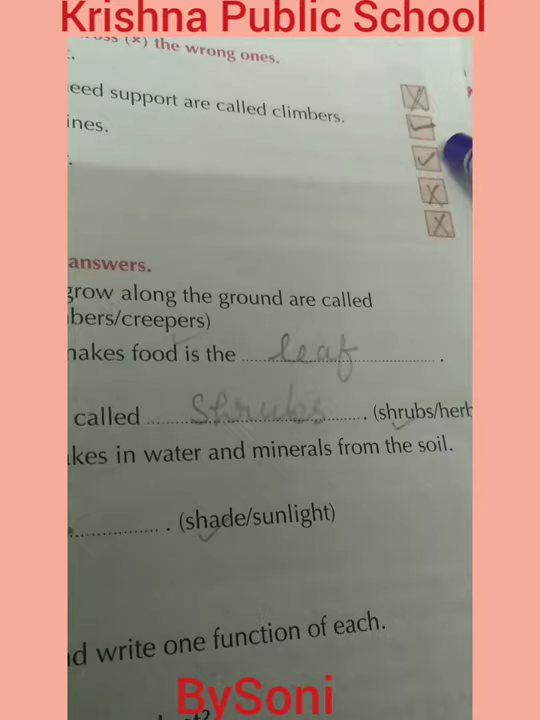 Krishna Public School
(×) the wrong ones.
eed support are called climbers.
ines.
answers.
grow along the ground are called
bers/creepers)
makes food is the leaf .
called Shrubs . (shrubs/herb
kes in water and minerals from the soil.
. (shade/sunlight)
d write one function of each.
BySoni